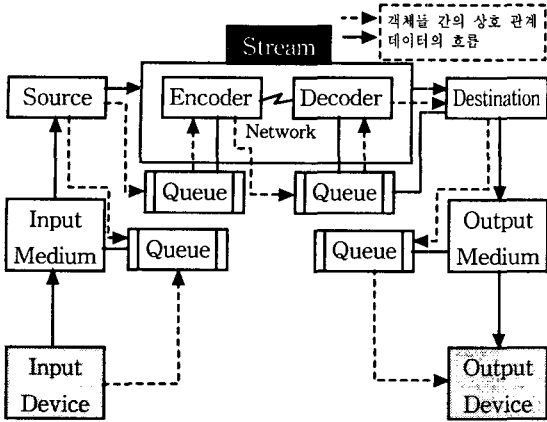 객체들 간의 상호 관계
데이터의 흐름
Stream
Source
Encoder
Decoder
Destination
Network
Queue
Queue
Input
Medium
Queue
Queue
Output
Medium
Input
Device
Output
Device